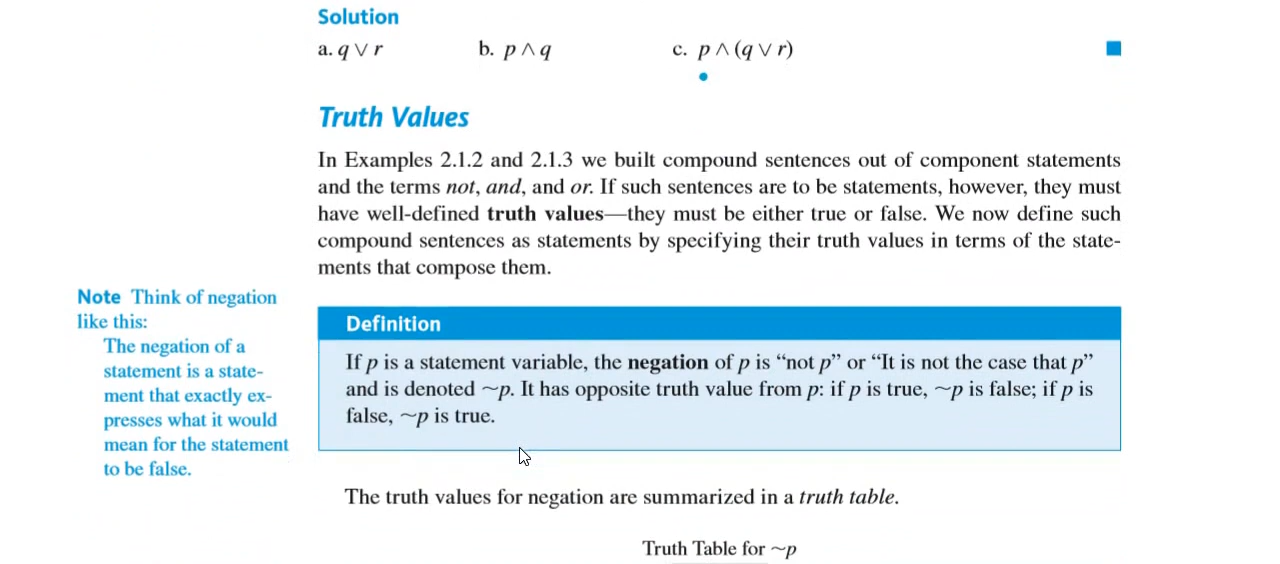 Solution
a. q ∨ r b. p ∧ q c. p ∧ (q ∨ r)
Truth Values
In Examples 2.1.2 and 2.1.3 we built compound sentences out of component statements
and the terms not, and, and or. If such sentences are to be statements, however, they must
have well-defined truth values—they must be either true or false. We now define such
compound sentences as statements by specifying their truth values in terms of the state-
ments that compose them.
Note Think of negation
like this:
The negation of a
statement is a state-
ment that exactly ex-
presses what it would
mean for the statement
to be false.
Definition
If p is a statement variable, the negation of p is “not p” or “It is not the case that p”
and is denoted ~p. It has opposite truth value from p: if p is true, ~p is false; if p is
false, ~p is true.
The truth values for negation are summarized in a truth table.
Truth Table for ~p